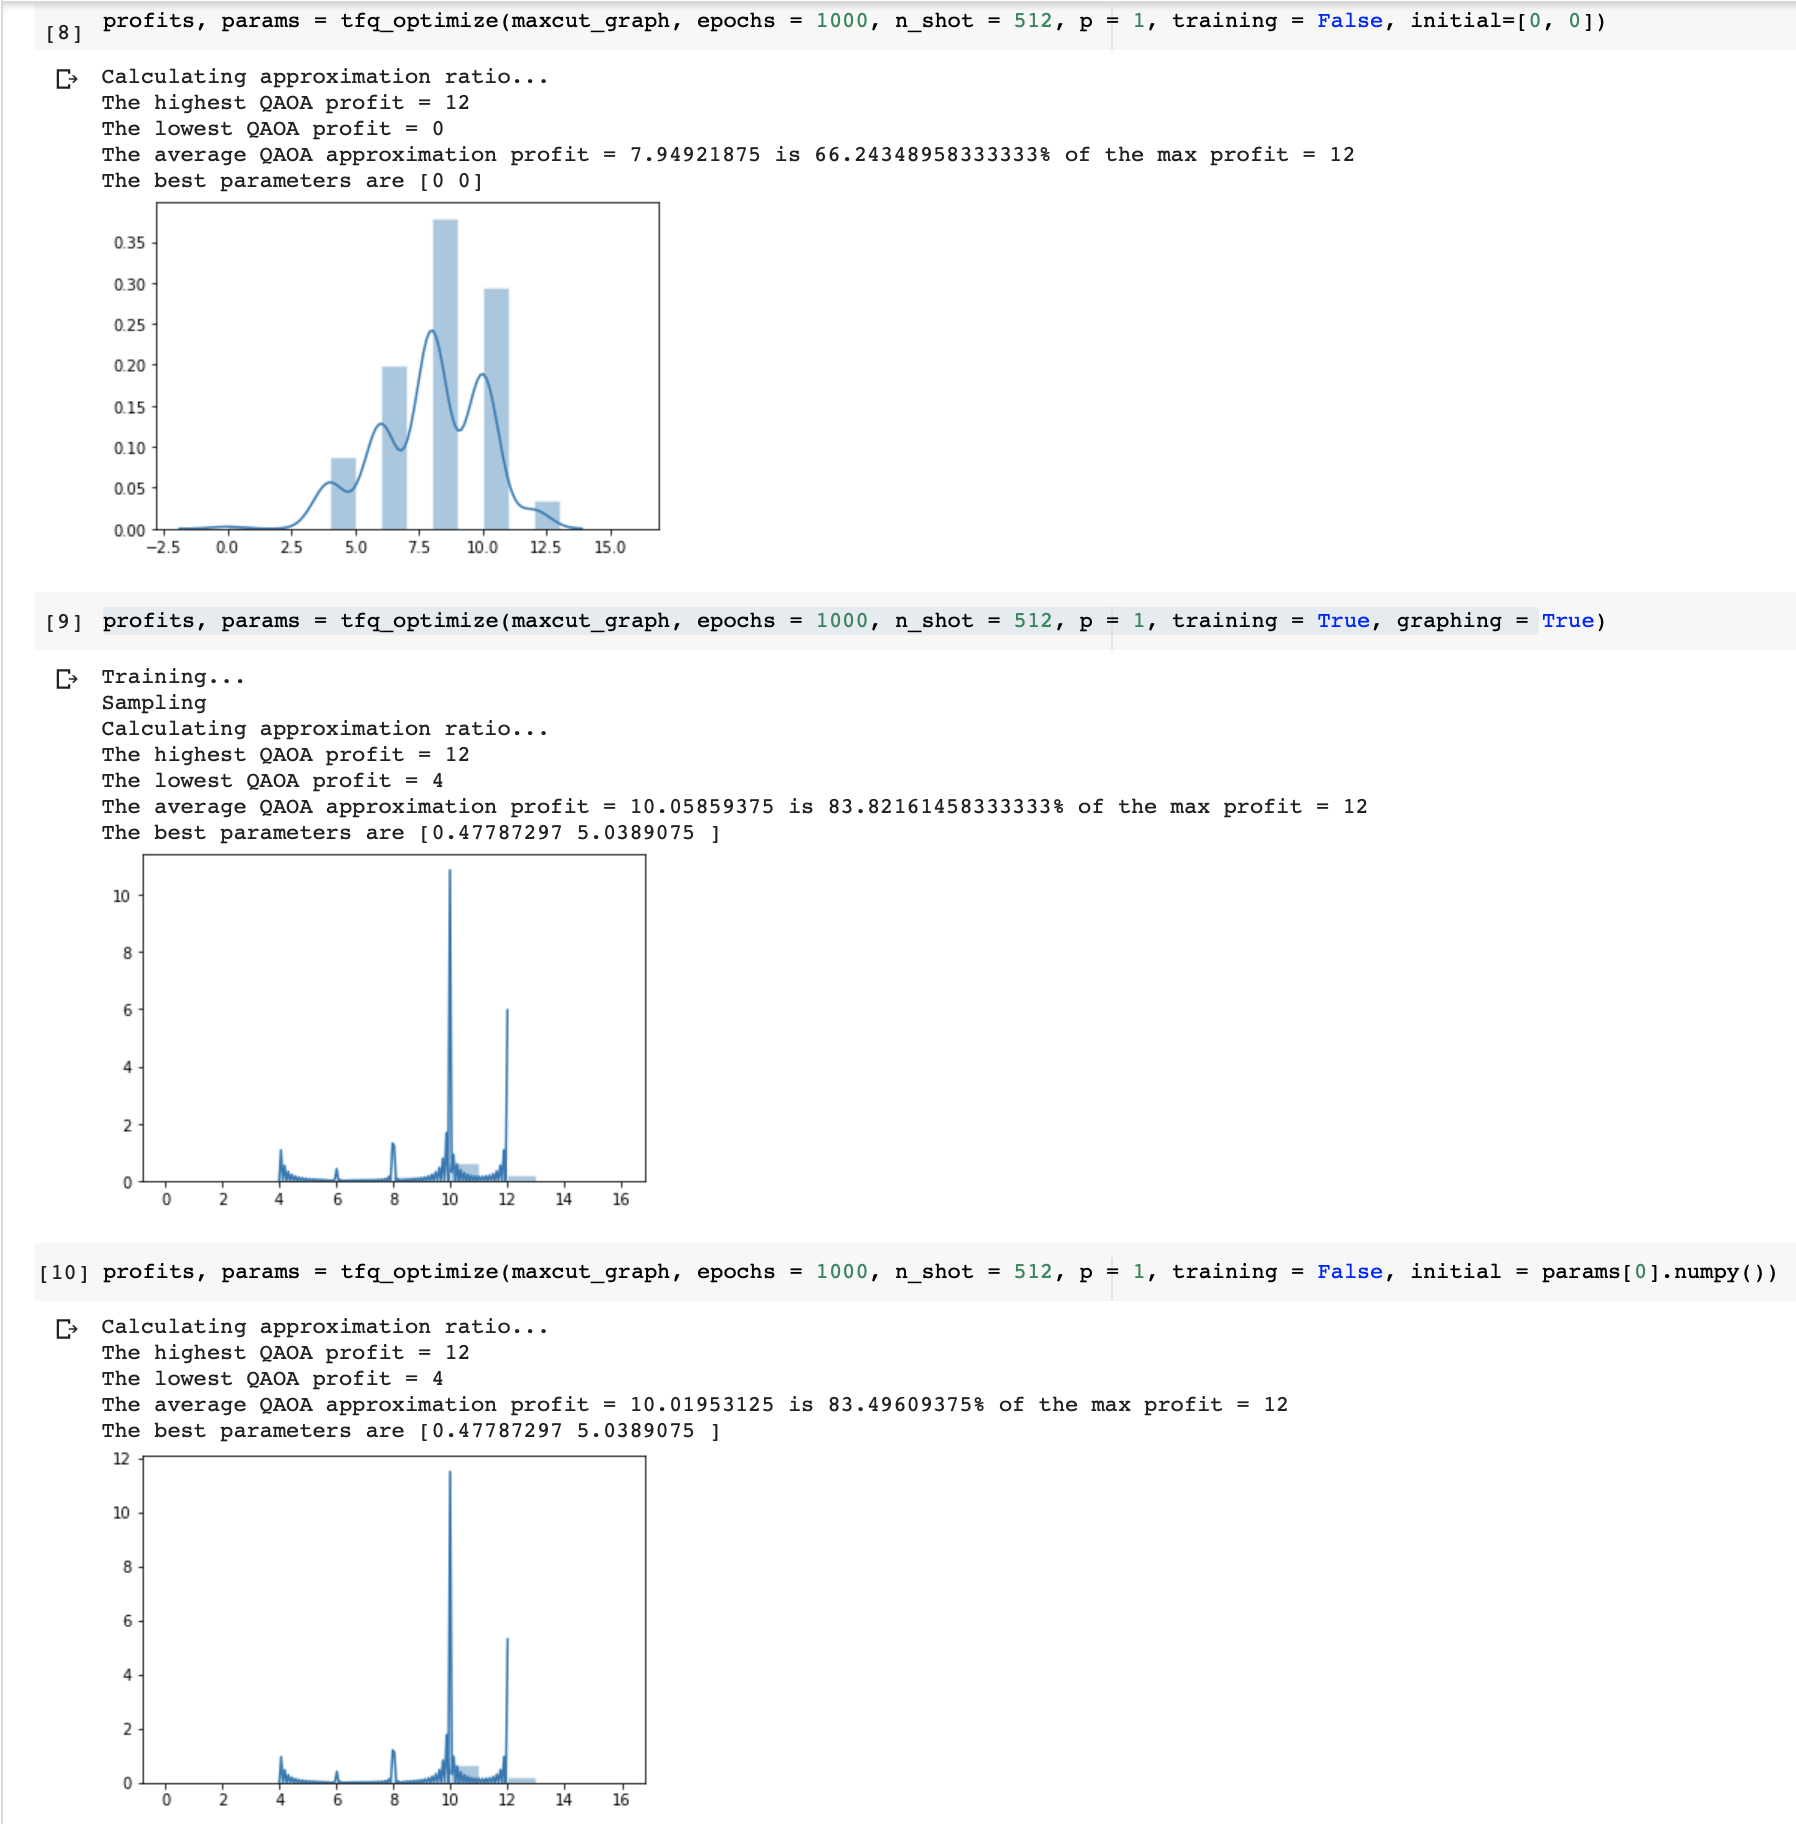 [8] profits, params = tfq_optimize(maxcut_graph, epochs = 1000, n_shot = 512, p = 1, training = False, initial=[0, 0])
Calculating approximation ratio...
The highest QAOA profit = 12
The lowest QAOA profit = 0
The average QAOA approximation profit = 7.94921875 is 66.24348958333333% of the max profit = 12
The best parameters are [0 0]
0.35
0.30
0.25
0.20
0.15
0.10
0.05
0.00
−2.5 0.0 2.5 5.0 7.5 10.0 12.5 15.0
[9] profits, params = tfq_optimize(maxcut_graph, epochs = 1000, n_shot = 512, p = 1, training = True, graphing = True)
Training...
Sampling
Calculating approximation ratio...
The highest QAOA profit = 12
The lowest QAOA profit = 4
The average QAOA approximation profit = 10.05859375 is 83.82161458333333% of the max profit = 12
The best parameters are [0.47787297 5.0389075 ]
10
8
6
4
2
0
0 2 4 6 8 10 12 14 16
[10] profits, params = tfq_optimize(maxcut_graph, epochs = 1000, n_shot = 512, p = 1, training = False, initial = params[0].numpy())
Calculating approximation ratio...
The highest QAOA profit = 12
The lowest QAOA profit = 4
The average QAOA approximation profit = 10.01953125 is 83.49609375% of the max profit = 12
The best parameters are [0.47787297 5.0389075 ]
12
10
8
6
4
2
0
0 2 4 6 8 10 12 14 16